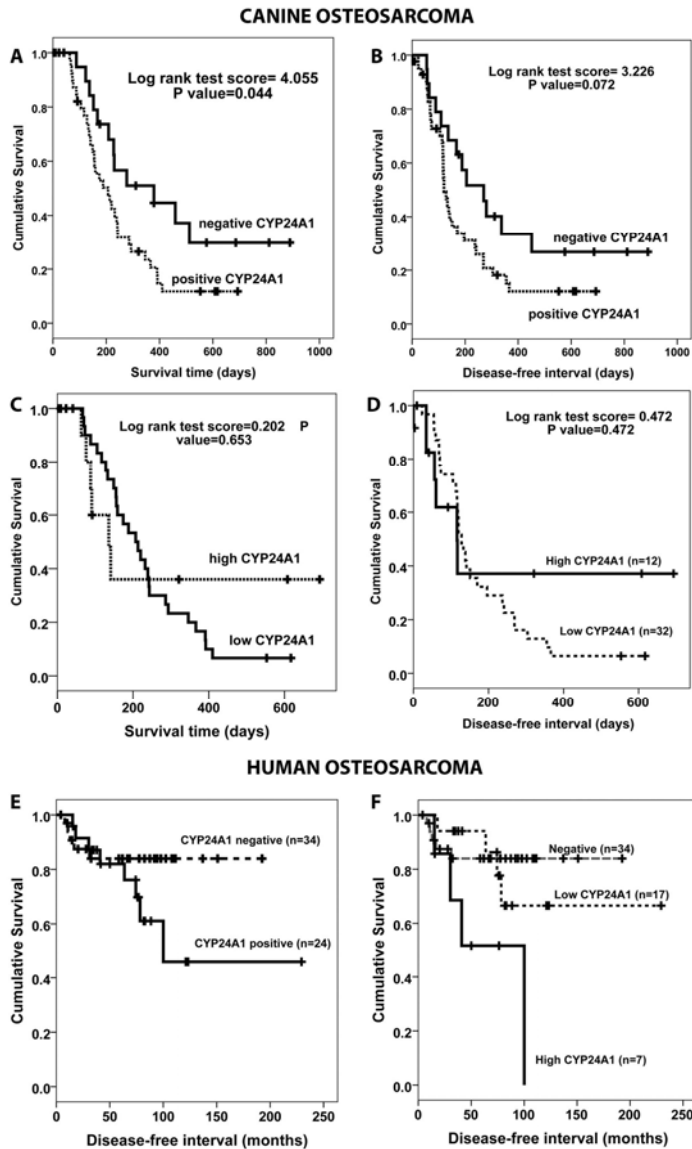 CANINE OSTEOSARCOMA
A
Log rank test score= 4.055
P value=0.044
negative CYP24A1
positive CYP24A1
Cumulative Survival
1.0
0.8
0.6
0.4
0.2
0.0
0 200 400 600 800 1000
Survival time (days)
B
Log rank test score= 3.226
P value=0.072
negative CYP24A1
positive CYP24A1
Cumulative Survival
1.0
0.8
0.6
0.4
0.2
0.0
0 200 400 600 800 1000
Disease-free interval (days)
C
Log rank test score=0.202 P
value=0.653
high CYP24A1
low CYP24A1
Cumulative Survival
1.0
0.8
0.6
0.4
0.2
0.0
0 200 400 600
Survival time (days)
D
Log rank test score= 0.472
P value=0.472
High CYP24A1 (n=12)
Low CYP24A1 (n=32)
Cumulative Survival
1.0
0.8
0.6
0.4
0.2
0.0
0 200 400 600
Disease-free interval (days)
HUMAN OSTEOSARCOMA
E
CYP24A1 negative (n=34)
CYP24A1 positive (n=24)
Cumulative Survival
1.0
0.8
0.6
0.4
0.2
0.0
0 50 100 150 200 250
Disease-free interval (months)
F
Negative (n=34)
Low CYP24A1 (n=17)
High CYP24A1 (n=7)
Cumulative Survival
1.0
0.8
0.6
0.4
0.2
0.0
0 50 100 150 200 250
Disease-free interval (months)